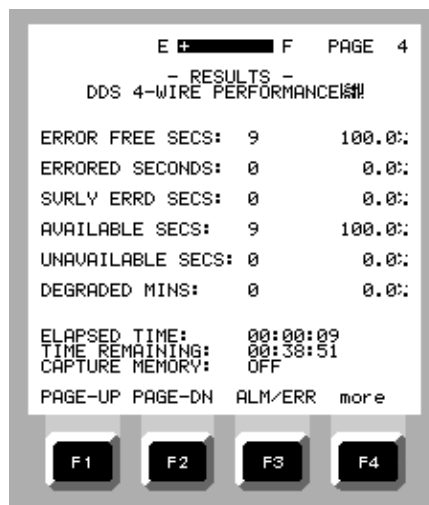 E + F PAGE 4
- RESULTS -
DDS 4-WIRE PERFORMANCE
ERROR FREE SECS: 9 100.0%
ERRORED SECONDS: 0 0.0%
SVRLY ERRD SECS: 0 0.0%
AVAILABLE SECS: 9 100.0%
UNAVAILABLE SECS: 0 0.0%
DEGRADED MINS: 0 0.0%
ELAPSED TIME: 00:00:09
TIME REMAINING: 00:38:51
CAPTURE MEMORY: OFF
PAGE-UP PAGE-DN ALM/ERR more
F1 F2 F3 F4